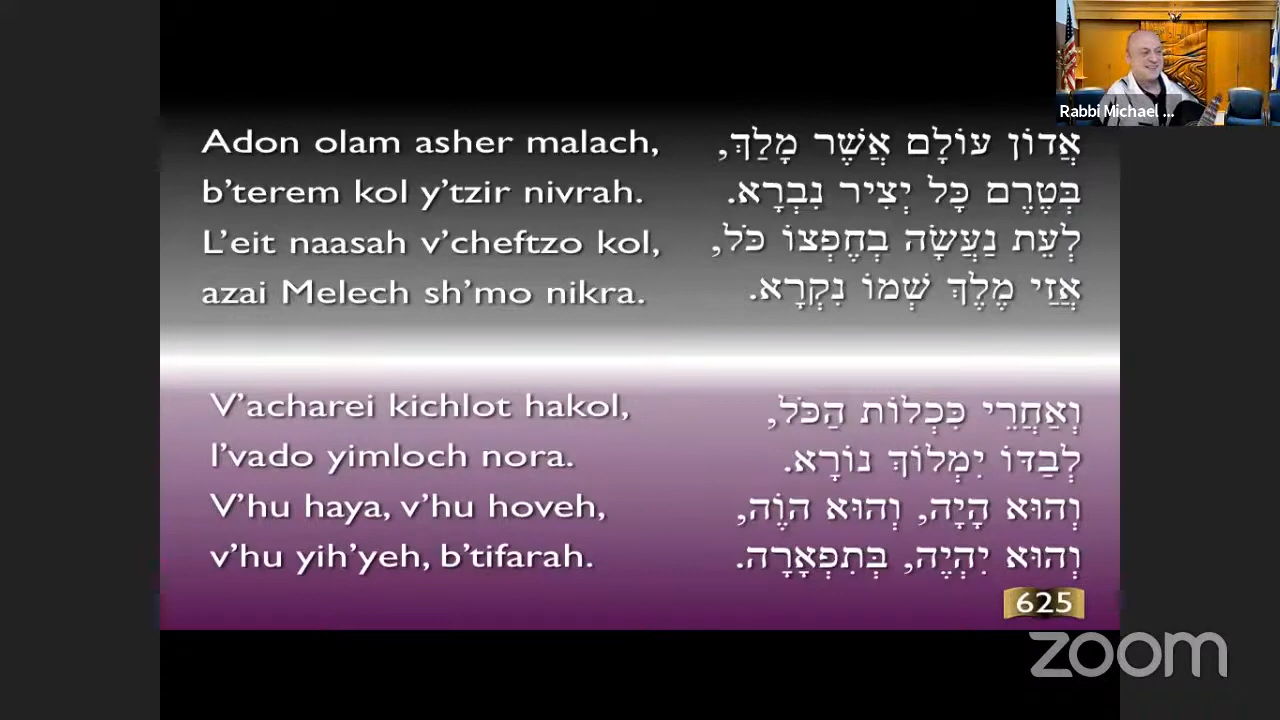 Rabbi Michael ...
Adon olam asher malach,
b’terem kol y’tzir nivrah.
L’eit naasah v’cheftzo kol,
azai Melech sh’mo nikra.
אֲדוֹן עוֹלָם אֲשֶׁר מָלַךְ,
בְּטֶרֶם כׇּל יְצִיר נִבְרָא.
לְעֵת נַעֲשָׂה בְחֶפְצוֹ כֹּל,
אֲזַי מֶלֶךְ שְׁמוֹ נִקְרָא.
V’acharei kichlot hakol,
l’vado yimloch nora.
V’hu haya, v’hu hoveh,
v’hu yih’yeh, b’tifarah.
וְאַחֲרֵי כִּכְלוֹת הַכֹּל,
לְבַדּוֹ יִמְלוֹךְ נוֹרָא.
וְהוּא הָיָה, וְהוּא הֹוֶה,
וְהוּא יִהְיֶה, בְּתִפְאָרָה.
625
zoom